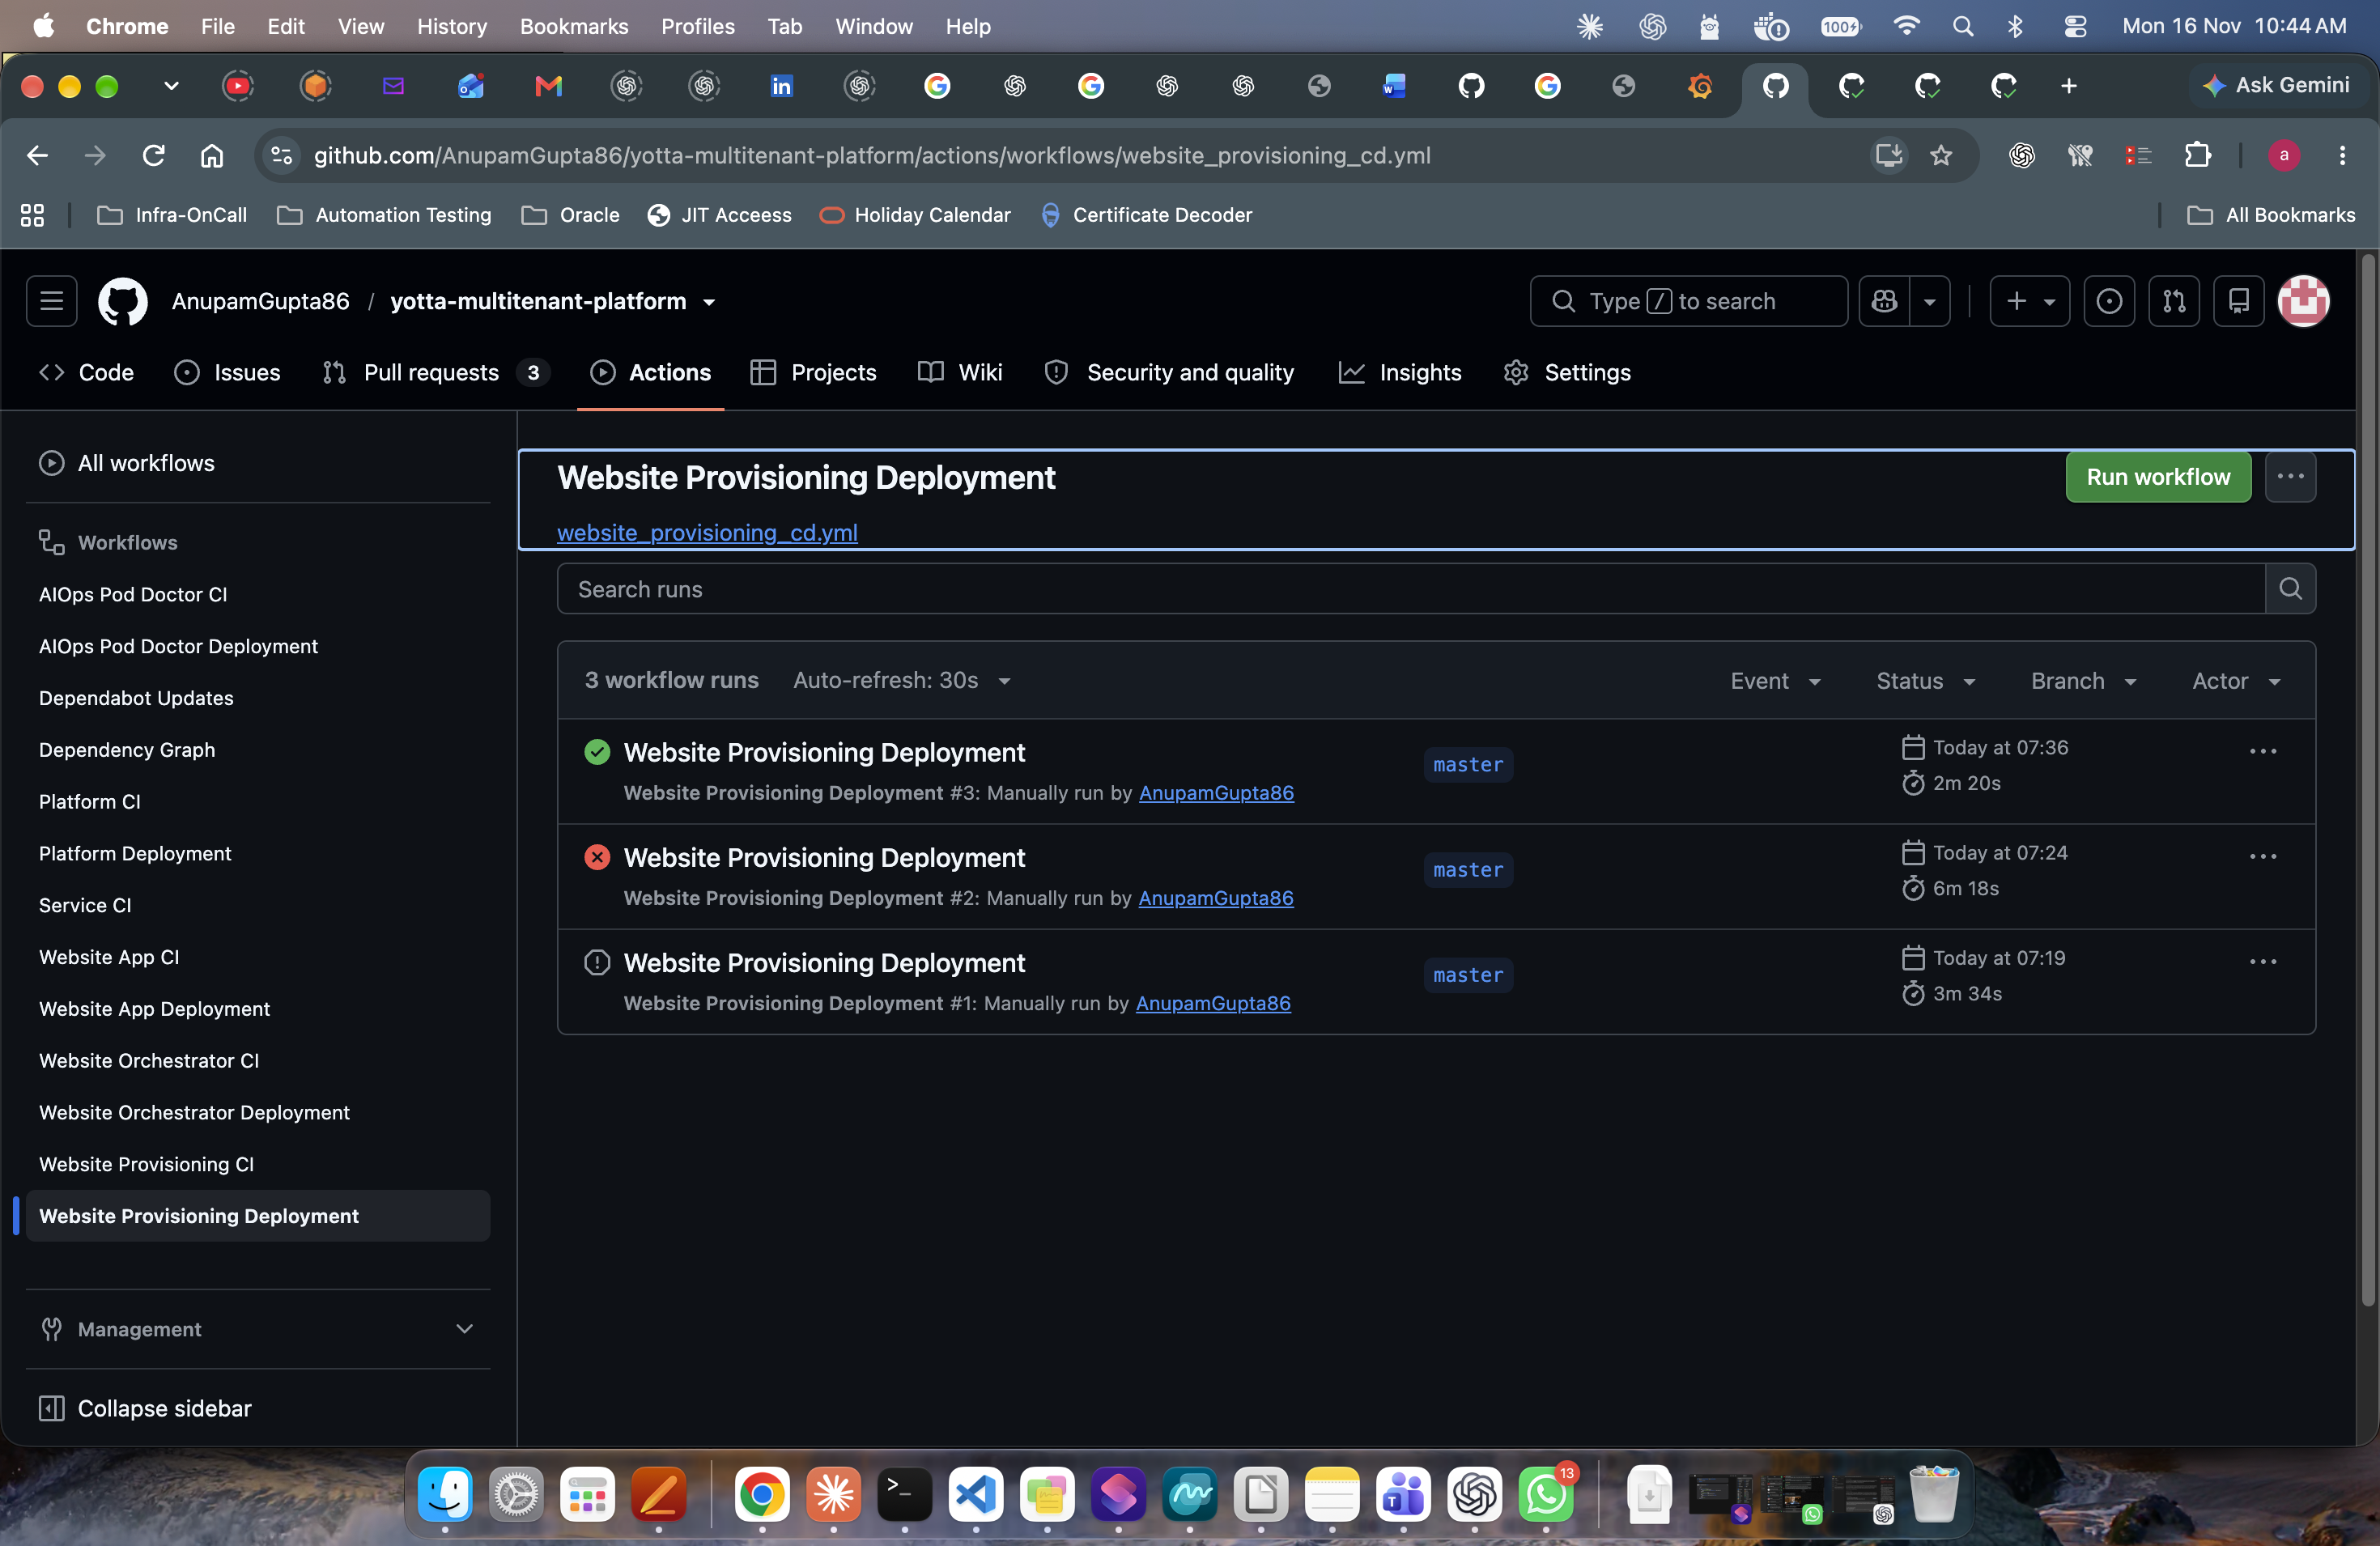 Chrome File Edit View History Bookmarks Profiles Tab Window Help 100 Mon 16 Nov 10:44 AM
Ask Gemini
github.com/AnupamGupta86/yotta-multitenant-platform/actions/workflows/website_provisioning_cd.yml a
Infra-OnCall Automation Testing Oracle JIT Acceess Holiday Calendar Certificate Decoder All Bookmarks
AnupamGupta86 / yotta-multitenant-platform Type / to search
Code Issues Pull requests 3 Actions Projects Wiki Security and quality Insights Settings
All workflows
Workflows
AIOps Pod Doctor CI
AIOps Pod Doctor Deployment
Dependabot Updates
Dependency Graph
Platform CI
Platform Deployment
Service CI
Website App CI
Website App Deployment
Website Orchestrator CI
Website Orchestrator Deployment
Website Provisioning CI
Website Provisioning Deployment
Management
Collapse sidebar
Website Provisioning Deployment
Run workflow
website_provisioning_cd.yml
Search runs
3 workflow runs Auto-refresh: 30s Event Status Branch Actor
Website Provisioning Deployment
Website Provisioning Deployment #3: Manually run by AnupamGupta86
master
Today at 07:36
2m 20s
Website Provisioning Deployment
Website Provisioning Deployment #2: Manually run by AnupamGupta86
master
Today at 07:24
6m 18s
Website Provisioning Deployment
Website Provisioning Deployment #1: Manually run by AnupamGupta86
master
Today at 07:19
3m 34s
13